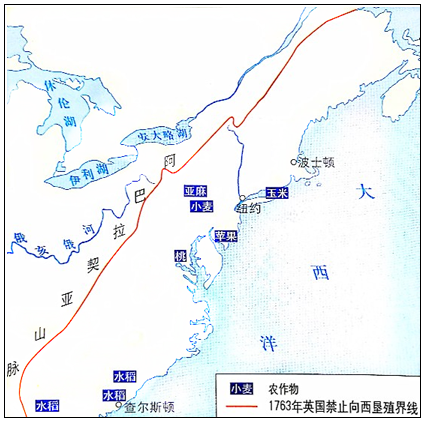 休伦湖
安大略湖
伊利湖
俄亥俄河
阿巴拉契亚山脉
波士顿
大西洋
亚麻
小麦
玉米
纽约
苹果
桃
水稻
水稻
水稻
查尔斯顿
小麦 农作物
1763年英国禁止向西垦殖界线